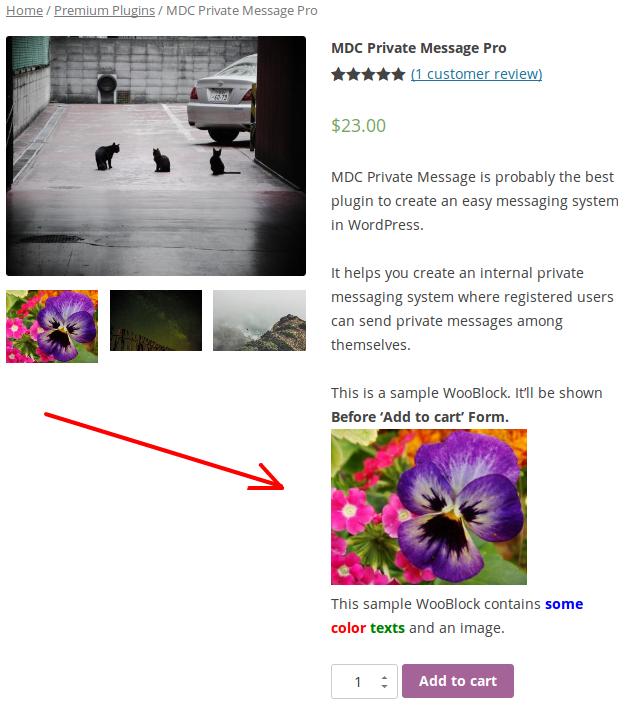 Home / Premium Plugins / MDC Private Message Pro
MDC Private Message Pro
(1 customer review)
$23.00
MDC Private Message is probably the best
plugin to create an easy messaging system
in WordPress.
It helps you create an internal private
messaging system where registered users
can send private messages among
themselves.
This is a sample WooBlock. It’ll be shown
Before ‘Add to cart’ Form.
This sample WooBlock contains some
color texts and an image.
1
Add to cart